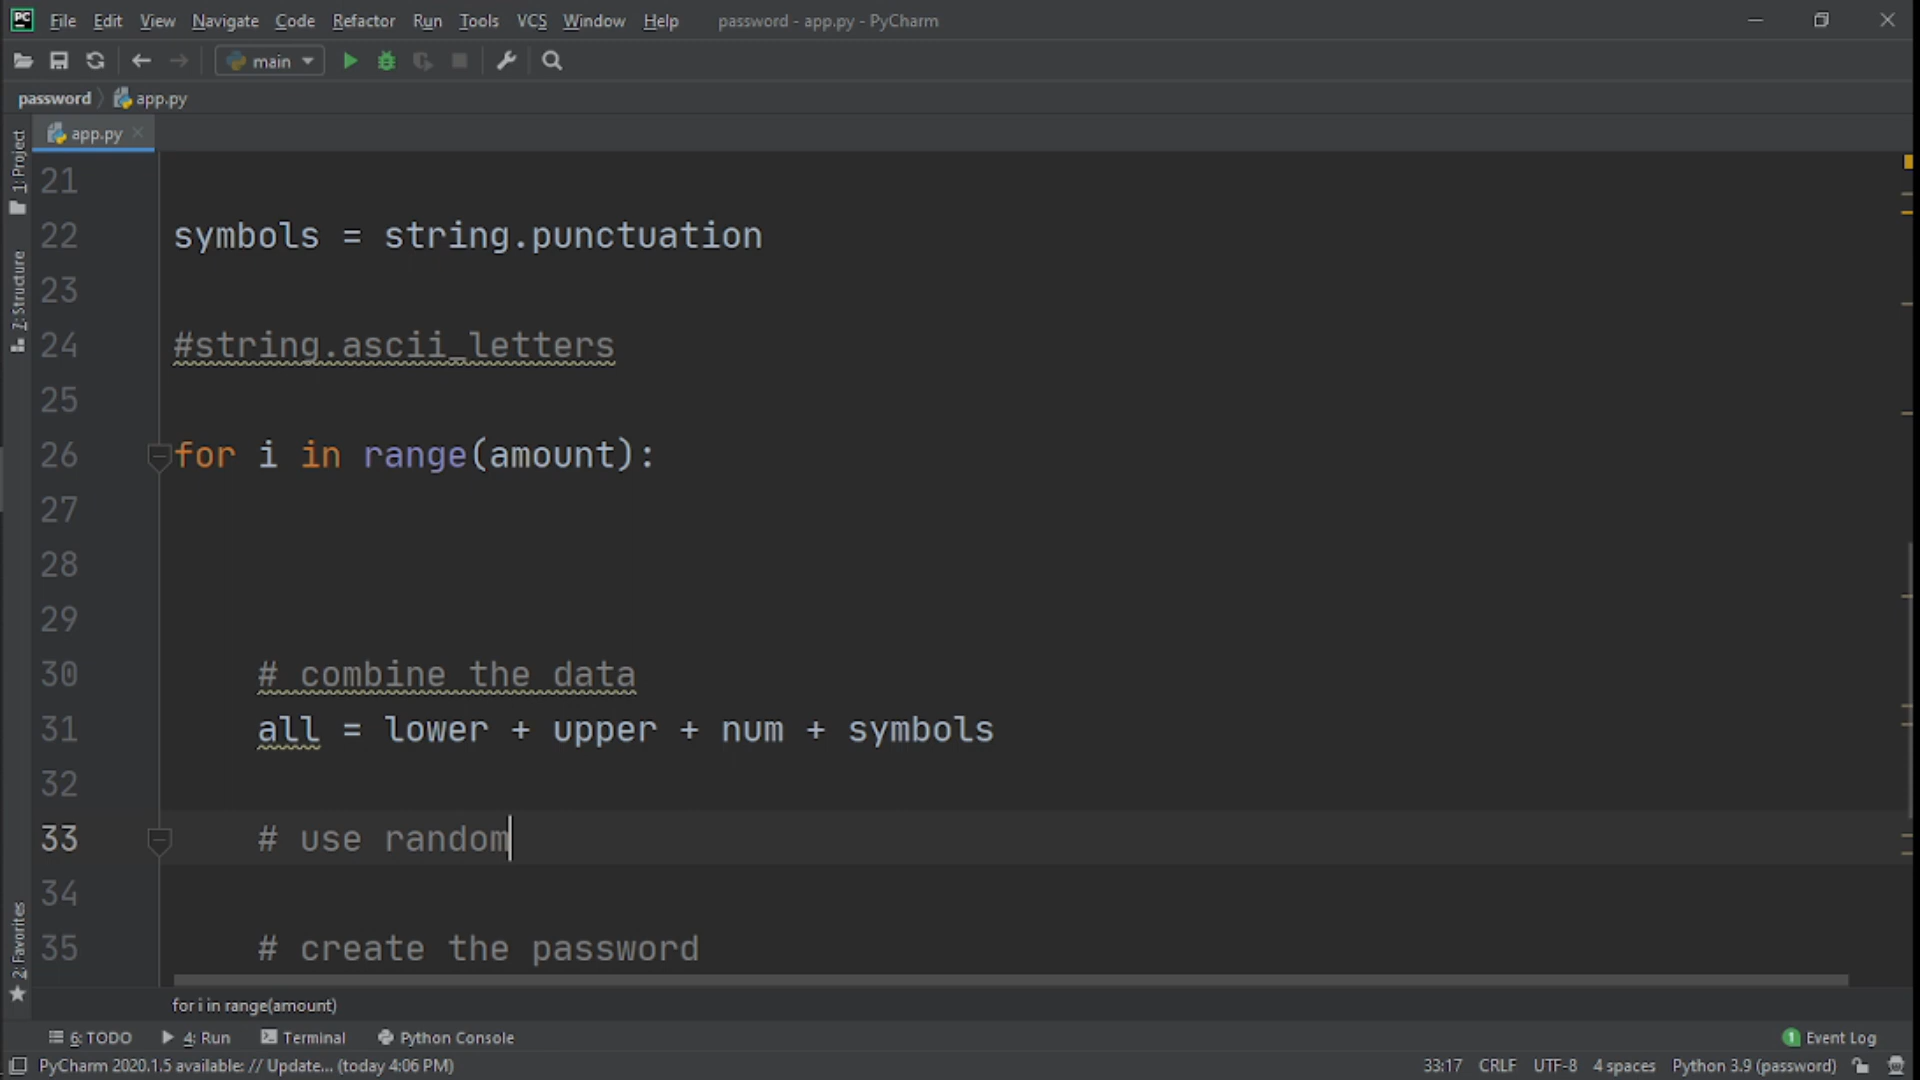 PC File Edit View Navigate Code Refactor Run Tools VCS Window Help password - app.py - PyCharm
main
password app.py
app.py
1: Project
7: Structure
2: Favorites
21
22 symbols = string.punctuation
23
24 #string.ascii_letters
25
26 for i in range(amount):
27
28
29
30 # combine the data
31 all = lower + upper + num + symbols
32
33 # use random
34
35 # create the password
for i in range(amount)
6: TODO 4: Run Terminal Python Console 1 Event Log
PyCharm 2020.1.5 available: // Update... (today 4:06 PM) 33:17 CRLF UTF-8 4 spaces Python 3.9 (password)